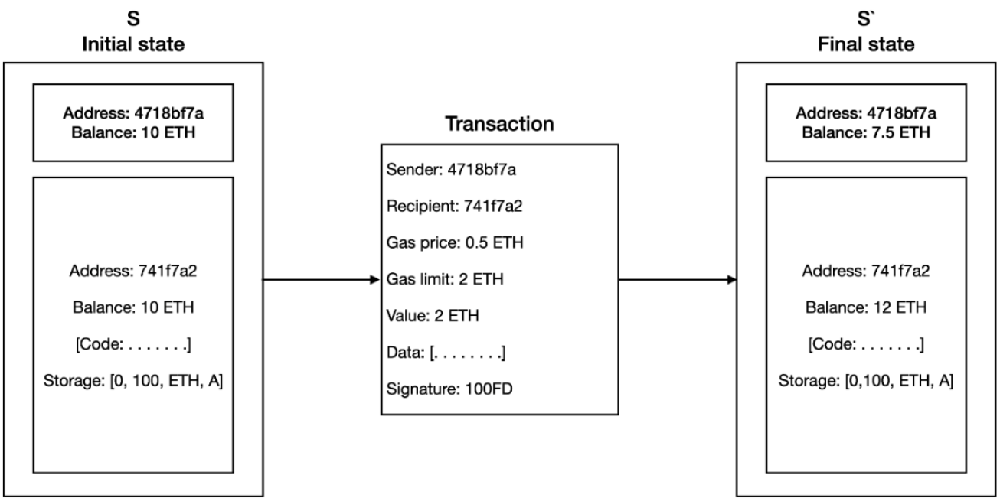 S
Initial state
Address: 4718bf7a
Balance: 10 ETH
Address: 741f7a2
Balance: 10 ETH
[Code: . . . . . . .]
Storage: [0, 100, ETH, A]
Transaction
Sender: 4718bf7a
Recipient: 741f7a2
Gas price: 0.5 ETH
Gas limit: 2 ETH
Value: 2 ETH
Data: [. . . . . . . .]
Signature: 100FD
S`
Final state
Address: 4718bf7a
Balance: 7.5 ETH
Address: 741f7a2
Balance: 12 ETH
[Code: . . . . . . .]
Storage: [0,100, ETH, A]